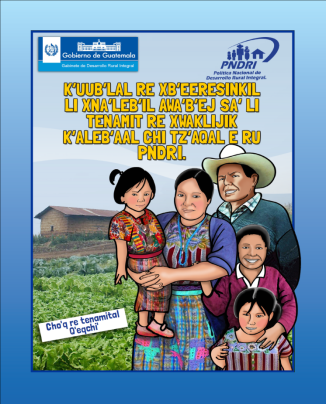 Gobierno de Guatemala
Gabinete de Desarrollo Rural Integral
PNDRI
Política Nacional de
Desarrollo Rural Integral.
K'UUB'LAL RE XB'EERESINKIL
LI XNA'LEB'IL AWA'B'EJ SA' LI
TENAMIT RE XWAKLIJIK
K'ALEB'AAL CHI TZ'AQAL E RU
PNDRI.
Cho'q re tenamital
Q'eqchi'